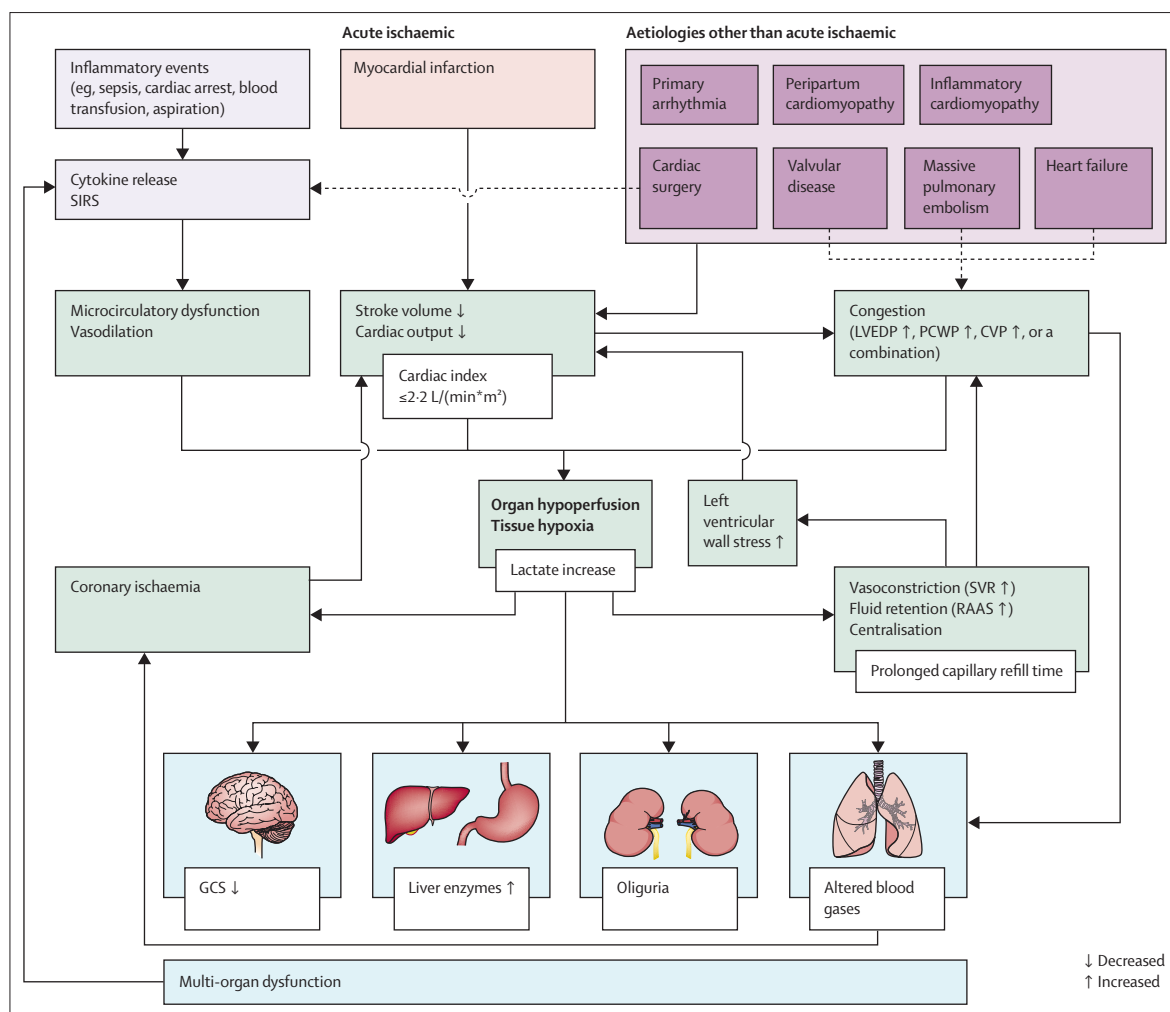 Acute ischaemic
Aetiologies other than acute ischaemic
Inflammatory events
(eg, sepsis, cardiac arrest, blood
transfusion, aspiration)
Myocardial infarction
Primary
arrhythmia
Peripartum
cardiomyopathy
Inflammatory
cardiomyopathy
Cytokine release
SIRS
Cardiac
surgery
Valvular
disease
Massive
pulmonary
embolism
Heart failure
Microcirculatory dysfunction
Vasodilation
Stroke volume ↓
Cardiac output ↓
Cardiac index
≤2·2 L/(min*m²)
Congestion
(LVEDP ↑, PCWP ↑, CVP ↑, or a
combination)
Organ hypoperfusion
Tissue hypoxia
Lactate increase
Left
ventricular
wall stress ↑
Coronary ischaemia
Vasoconstriction (SVR ↑)
Fluid retention (RAAS ↑)
Centralisation
Prolonged capillary refill time
GCS ↓
Liver enzymes ↑
Oliguria
Altered blood
gases
Multi-organ dysfunction
↓ Decreased
↑ Increased